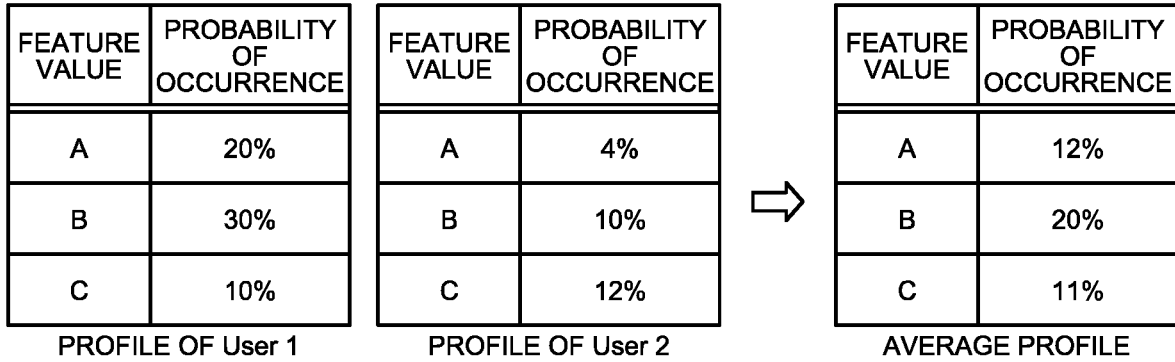 FEATURE VALUE
PROBABILITY OF OCCURRENCE
A 20%
B 30%
C 10%
PROFILE OF User 1
FEATURE VALUE
PROBABILITY OF OCCURRENCE
A 4%
B 10%
C 12%
PROFILE OF User 2
FEATURE VALUE
PROBABILITY OF OCCURRENCE
A 12%
B 20%
C 11%
AVERAGE PROFILE